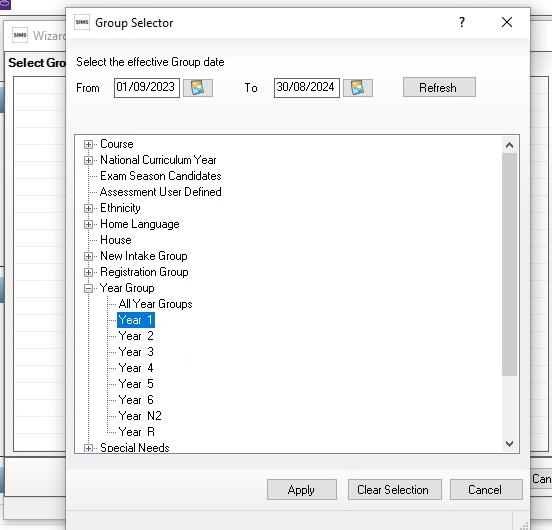 SIMS Group Selector ?
SIMS Wizard
Select the effective Group date
Select Gro
From 01/09/2023 To 30/08/2024 Refresh
Course
National Curriculum Year
Exam Season Candidates
Assessment User Defined
Ethnicity
Home Language
House
New Intake Group
Registration Group
Year Group
All Year Groups
Year 1
Year 2
Year 3
Year 4
Year 5
Year 6
Year N2
Year R
Special Needs
Can
Apply Clear Selection Cancel